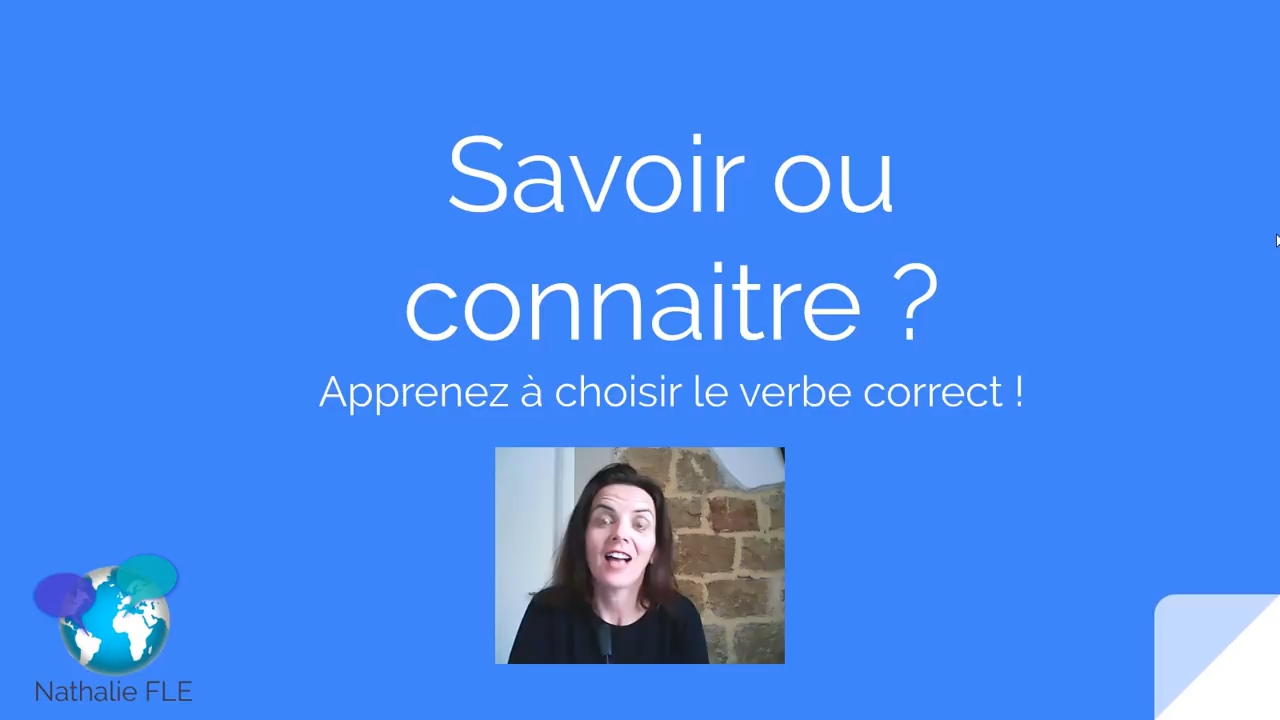 Savoir ou
connaitre ?
Apprenez à choisir le verbe correct !
Nathalie FLE